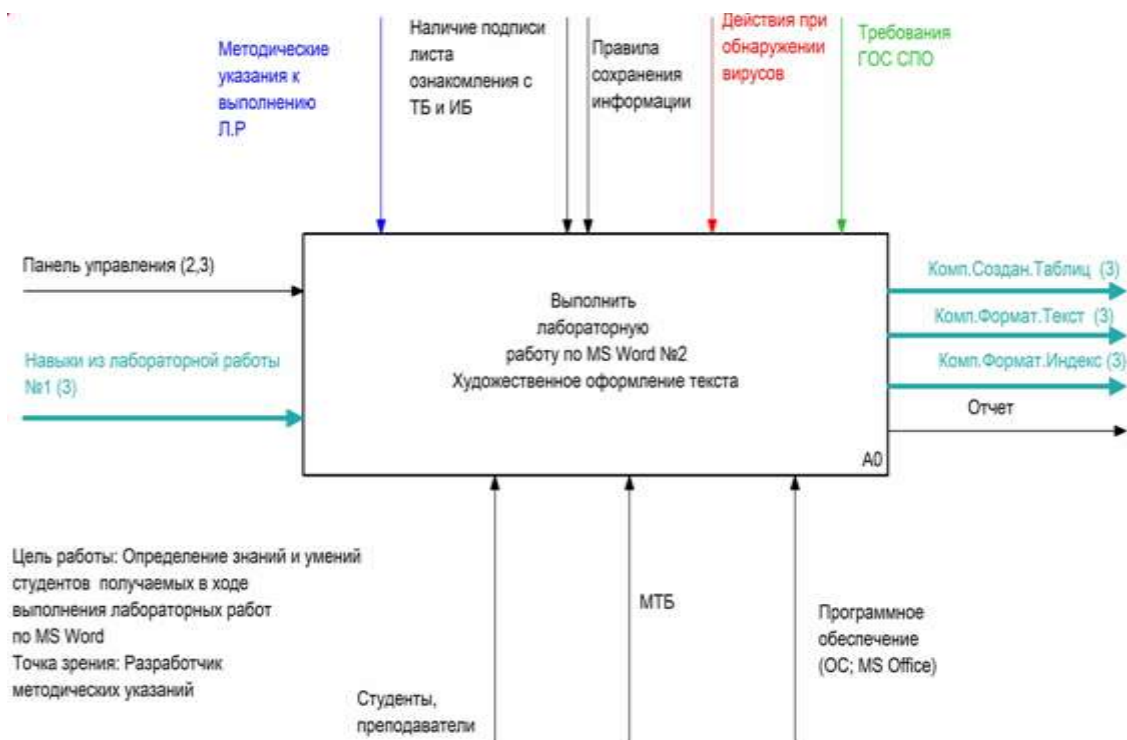 Методические
указания к
выполнению
Л.Р
Наличие подписи
листа
ознакомления с
ТБ и ИБ
Правила
сохранения
информации
Действия при
обнаружении
вирусов
Требования
ГОС СПО
Панель управления (2,3)
Навыки из лабораторной работы
№1 (3)
Выполнить
лабораторную
работу по MS Word №2
Художественное оформление текста
A0
Комп.Создан.Таблиц (3)
Комп.Формат.Текст (3)
Комп.Формат.Индекс (3)
Отчет
Цель работы: Определение знаний и умений
студентов получаемых в ходе
выполнения лабораторных работ
по MS Word
Точка зрения: Разработчик
методических указаний
Студенты,
преподаватели
МТБ
Программное
обеспечение
(ОС; MS Office)